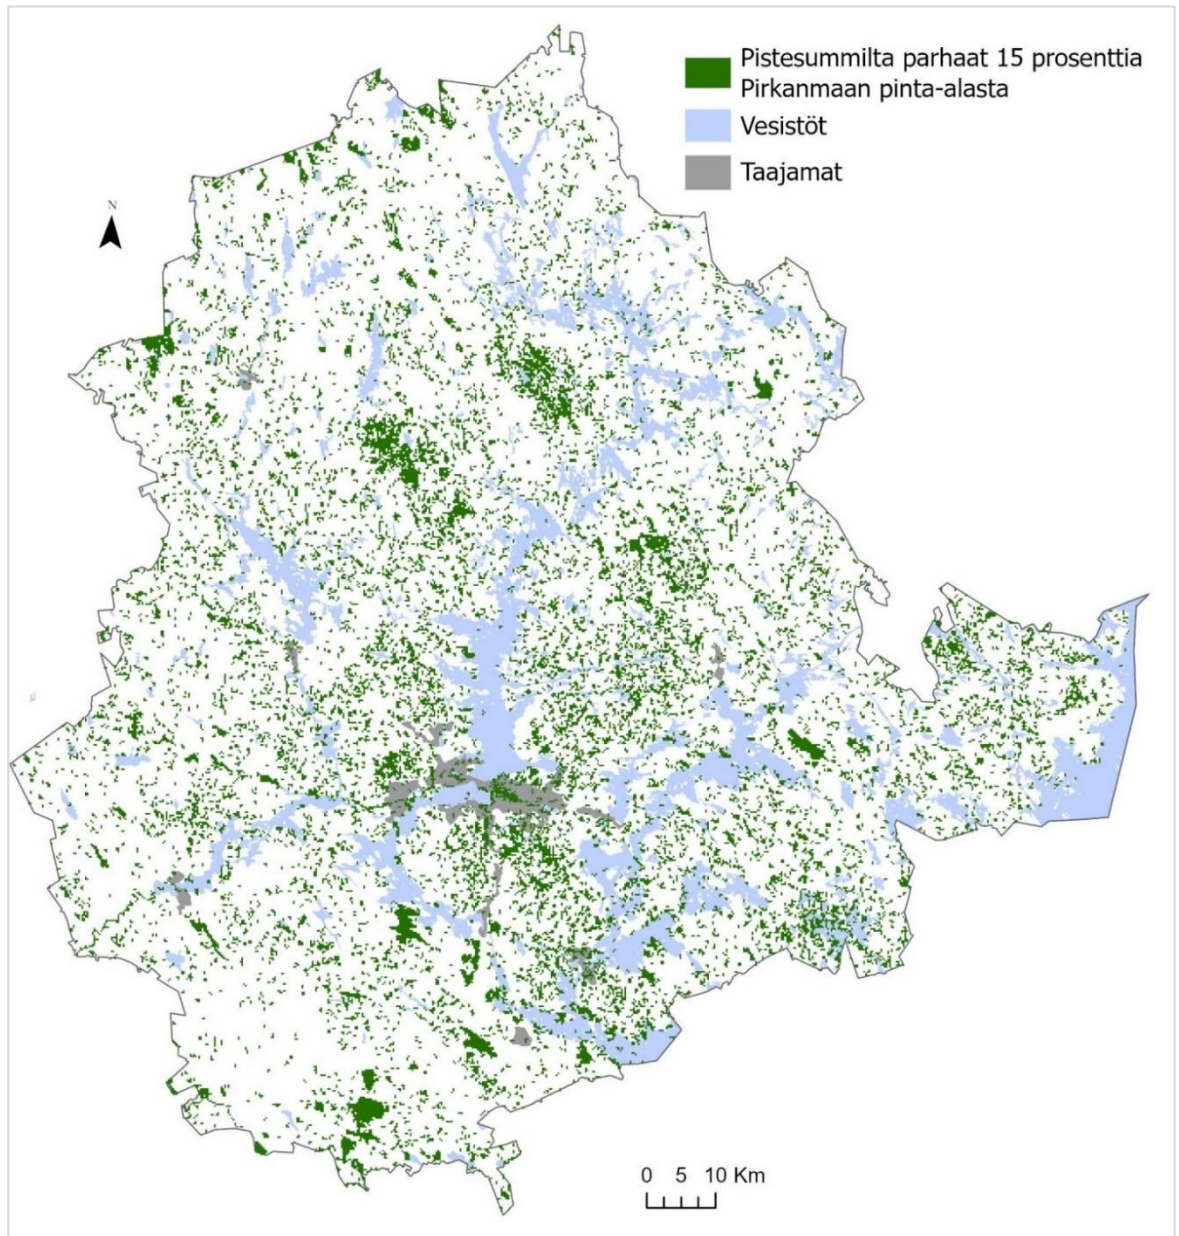 Pistesummilta parhaat 15 prosenttia
Pirkanmaan pinta-alasta
Vesistöt
Taajamat
N
0 5 10 Km